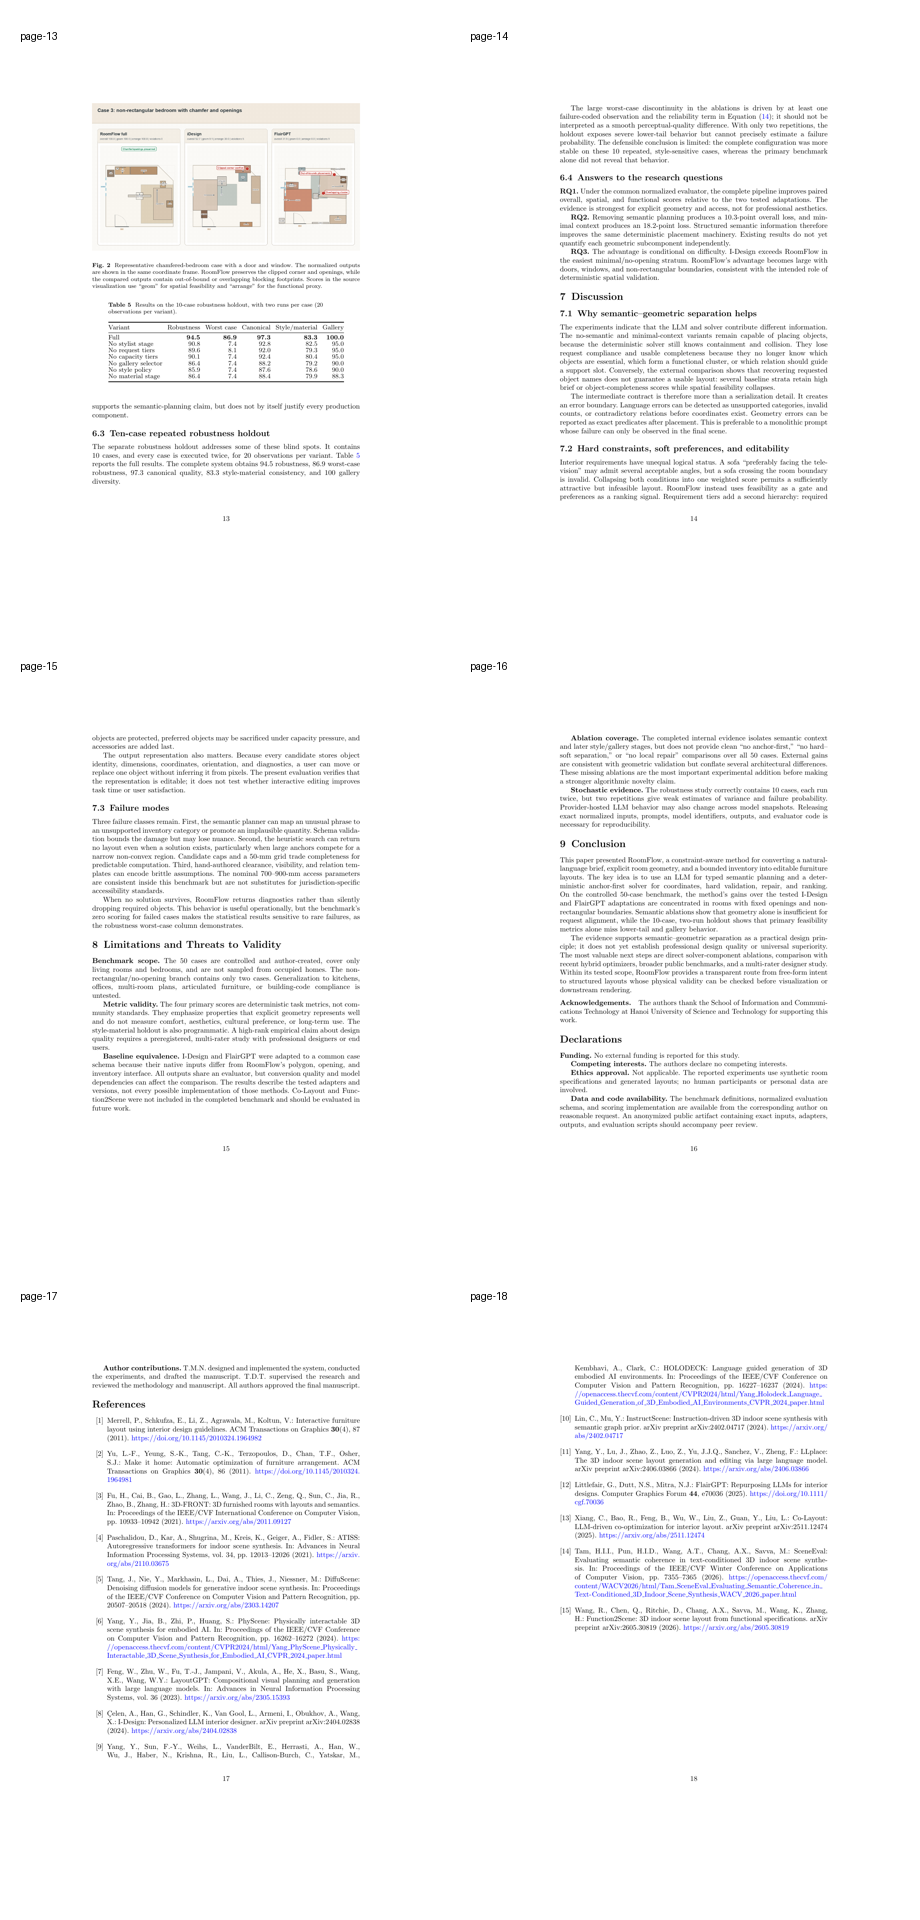 page-13
Case 3: non-rectangular bedroom with chamfer and openings
RoomFlow full
iDesign
FlairGPT
Fig. 2 Representative chamfered-bedroom case with a door and window. The normalized outputs
are shown in the same coordinate frame. RoomFlow preserves the clipped corner and openings, while
the compared outputs contain out-of-bound or overlapping blocking footprints. Scores in the source
visualization use “geom” for spatial feasibility and “arrange” for the functional proxy.
Table 5 Results on the 10-case robustness holdout, with two runs per case (20
observations per variant).
Variant Robustness Worst case Canonical Style/material Gallery
Full 94.5 86.9 97.3 83.3 100.0
No stylist stage 90.8 7.4 92.8 82.5 95.0
No request tiers 89.6 8.1 92.0 79.3 95.0
No capacity tiers 90.1 7.4 92.4 80.4 95.0
No gallery selector 86.4 7.4 88.2 79.2 90.0
No style policy 85.9 7.4 87.6 78.6 90.0
No material stage 86.4 7.4 88.4 79.9 88.3
supports the semantic-planning claim, but does not by itself justify every production
component.
6.3 Ten-case repeated robustness holdout
The separate robustness holdout addresses some of these blind spots. It contains
10 cases, and every case is executed twice, for 20 observations per variant. Table 5
reports the full results. The complete system obtains 94.5 robustness, 86.9 worst-case
robustness, 97.3 canonical quality, 83.3 style-material consistency, and 100 gallery
diversity.
13
page-14
The large worst-case discontinuity in the ablations is driven by at least one
failure-coded observation and the reliability term in Equation (14); it should not be
interpreted as a smooth perceptual-quality difference. With only two repetitions, the
holdout exposes severe lower-tail behavior but cannot precisely estimate a failure
probability. The defensible conclusion is limited: the complete configuration was more
stable on these 10 repeated, style-sensitive cases, whereas the primary benchmark
alone did not reveal that behavior.
6.4 Answers to the research questions
RQ1. Under the common normalized evaluator, the complete pipeline improves paired
overall, spatial, and functional scores relative to the two tested adaptations. The
evidence is strongest for explicit geometry and access, not for professional aesthetics.
RQ2. Removing semantic planning produces a 10.3-point overall loss, and min-
imal context produces an 18.2-point loss. Structured semantic information therefore
improves the same deterministic placement machinery. Existing results do not yet
quantify each geometric subcomponent independently.
RQ3. The advantage is conditional on difficulty. I-Design exceeds RoomFlow in
the easiest minimal/no-opening stratum. RoomFlow’s advantage becomes large with
doors, windows, and non-rectangular boundaries, consistent with the intended role of
deterministic spatial validation.
7 Discussion
7.1 Why semantic–geometric separation helps
The experiments indicate that the LLM and solver contribute different information.
The no-semantic and minimal-context variants remain capable of placing objects,
because the deterministic solver still knows containment and collision. They lose
request compliance and usable completeness because they no longer know which
objects are essential, which form a functional cluster, or which relation should guide
a support slot. Conversely, the external comparison shows that recovering requested
object names does not guarantee a usable layout; several baseline strata retain high
brief or object-completeness scores while spatial feasibility collapses.
The intermediate contract is therefore more than a serialization detail. It creates
an error boundary. Language errors can be detected as unsupported categories, invalid
counts, or contradictory relations before coordinates exist. Geometry errors can be
reported as exact predicates after placement. This is preferable to a monolithic prompt
whose failure can only be observed in the final scene.
7.2 Hard constraints, soft preferences, and editability
Interior requirements have unequal logical status. A sofa “preferably facing the tele-
vision” may admit several acceptable angles, but a sofa crossing the room boundary
is invalid. Collapsing both conditions into one weighted score permits a sufficiently
attractive but infeasible layout. RoomFlow instead uses feasibility as a gate and
preferences as a ranking signal. Requirement tiers add a second hierarchy: required
14
page-15
objects are protected, preferred objects may be sacrificed under capacity pressure, and
accessories are added last.
The output representation also matters. Because every candidate stores object
identity, dimensions, coordinates, orientation, and diagnostics, a user can move or
replace one object without inferring it from pixels. The present evaluation verifies that
the representation is editable; it does not test whether interactive editing improves
task time or user satisfaction.
7.3 Failure modes
Three failure classes remain. First, the semantic planner can map an unusual phrase to
an unsupported inventory category or promote an implausible quantity. Schema valida-
tion bounds the damage but may lose nuance. Second, the heuristic search can return
no layout even when a solution exists, particularly when large anchors compete for a
narrow non-convex region. Candidate caps and a 50-mm grid trade completeness for
predictable computation. Third, hand-authored clearance, visibility, and relation tem-
plates can encode brittle assumptions. The nominal 700–900-mm access parameters
are consistent inside this benchmark but are not substitutes for jurisdiction-specific
accessibility standards.
When no solution survives, RoomFlow returns diagnostics rather than silently
dropping required objects. This behavior is useful operationally, but the benchmark’s
zero scoring for failed cases makes the statistical results sensitive to rare failures, as
the robustness worst-case column demonstrates.
8 Limitations and Threats to Validity
Benchmark scope. The 50 cases are controlled and author-created, cover only
living rooms and bedrooms, and are not sampled from occupied homes. The non-
rectangular/no-opening branch contains only two cases. Generalization to kitchens,
offices, multi-room plans, articulated furniture, or building-code compliance is
untested.
Metric validity. The four primary scores are deterministic task metrics, not com-
munity standards. They emphasize properties that explicit geometry represents well
and do not measure comfort, aesthetics, cultural preference, or long-term use. The
style-material holdout is also programmatic. A high-rank empirical claim about design
quality requires a preregistered, multi-rater study with professional designers or end
users.
Baseline equivalence. I-Design and FlairGPT were adapted to a common case
schema because their native inputs differ from RoomFlow’s polygon, opening, and
inventory interface. All outputs share an evaluator, but conversion quality and model
dependencies can affect the comparison. The results describe the tested adapters and
versions, not every possible implementation of those methods. Co-Layout and Func-
tion2Scene were not included in the completed benchmark and should be evaluated in
future work.
15
page-16
Ablation coverage. The completed internal evidence isolates semantic context
and later style/gallery stages, but does not provide clean “no anchor-first,” “no hard–
soft separation,” or “no local repair” comparisons over all 50 cases. External gains
are consistent with geometric validation but conflate several architectural differences.
These missing ablations are the most important experimental addition before making
a stronger algorithmic novelty claim.
Stochastic evidence. The robustness study correctly contains 10 cases, each run
twice, but two repetitions give weak estimates of variance and failure probability.
Provider-hosted LLM behavior may also change across model snapshots. Releasing
exact normalized inputs, prompts, model identifiers, outputs, and evaluator code is
necessary for reproducibility.
9 Conclusion
This paper presented RoomFlow, a constraint-aware method for converting a natural-
language brief, explicit room geometry, and a bounded inventory into editable furniture
layouts. The key idea is to use an LLM for typed semantic planning and a deter-
ministic anchor-first solver for coordinates, hard validation, repair, and ranking.
On the controlled 50-case benchmark, the method’s gains over the tested I-Design
and FlairGPT adaptations are concentrated in rooms with fixed openings and non-
rectangular boundaries. Semantic ablations show that geometry alone is insufficient for
request alignment, while the 10-case, two-run holdout shows that primary feasibility
metrics alone miss lower-tail and gallery behavior.
The evidence supports semantic–geometric separation as a practical design prin-
ciple; it does not yet establish professional design quality or universal superiority.
The most valuable next steps are direct solver-component ablations, comparison with
recent hybrid optimizers, broader public benchmarks, and a multi-rater designer study.
Within its tested scope, RoomFlow provides a transparent route from free-form intent
to structured layouts whose physical validity can be checked before visualization or
downstream rendering.
Acknowledgements. The authors thank the School of Information and Communi-
cations Technology at Hanoi University of Science and Technology for supporting this
work.
Declarations
Funding. No external funding is reported for this study.
Competing interests. The authors declare no competing interests.
Ethics approval. Not applicable. The reported experiments use synthetic room
specifications and generated layouts; no human participants or personal data are
involved.
Data and code availability. The benchmark definitions, normalized evaluation
schema, and scoring implementation are available from the corresponding author on
reasonable request. An anonymized public artifact containing exact inputs, adapters,
outputs, and evaluation scripts should accompany peer review.
16
page-17
Author contributions. T.M.N. designed and implemented the system, conducted
the experiments, and drafted the manuscript. T.D.T. supervised the research and
reviewed the methodology and manuscript. All authors approved the final manuscript.
References
[1] Merrell, P., Schkufza, E., Li, Z., Agrawala, M., Koltun, V.: Interactive furniture
layout using interior design guidelines. ACM Transactions on Graphics 30(4), 87
(2011). https://doi.org/10.1145/2010324.1964982
[2] Yu, L.-F., Yeung, S.-K., Tang, C.-K., Terzopoulos, D., Chan, T.F., Osher,
S.J.: Make it home: Automatic optimization of furniture arrangement. ACM
Transactions on Graphics 30(4), 86 (2011). https://doi.org/10.1145/2010324.
1964981
[3] Fu, H., Cai, B., Gao, L., Zhang, L., Wang, J., Li, C., Zeng, Q., Sun, C., Jia, R.,
Zhao, B., Zhang, H.: 3D-FRONT: 3D furnished rooms with layouts and semantics.
In: Proceedings of the IEEE/CVF International Conference on Computer Vision,
pp. 10933–10942 (2021). https://arxiv.org/abs/2011.09127
[4] Paschalidou, D., Kar, A., Shugrina, M., Kreis, K., Geiger, A., Fidler, S.: ATISS:
Autoregressive transformers for indoor scene synthesis. In: Advances in Neural
Information Processing Systems, vol. 34, pp. 12013–12026 (2021). https://arxiv.
org/abs/2110.03675
[5] Tang, J., Nie, Y., Markhasin, L., Dai, A., Thies, J., Niessner, M.: DiffuScene:
Denoising diffusion models for generative indoor scene synthesis. In: Proceedings
of the IEEE/CVF Conference on Computer Vision and Pattern Recognition, pp.
20507–20518 (2024). https://arxiv.org/abs/2303.14207
[6] Yang, Y., Jia, B., Zhi, P., Huang, S.: PhyScene: Physically interactable 3D
scene synthesis for embodied AI. In: Proceedings of the IEEE/CVF Conference
on Computer Vision and Pattern Recognition, pp. 16262–16272 (2024). https:
//openaccess.thecvf.com/content/CVPR2024/html/Yang_PhyScene_Physically_
Interactable_3D_Scene_Synthesis_for_Embodied_AI_CVPR_2024_paper.html
[7] Feng, W., Zhu, W., Fu, T.-J., Jampani, V., Akula, A., He, X., Basu, S., Wang,
X.E., Wang, W.Y.: LayoutGPT: Compositional visual planning and generation
with large language models. In: Advances in Neural Information Processing
Systems, vol. 36 (2023). https://arxiv.org/abs/2305.15393
[8] Çelen, A., Han, G., Schindler, K., Van Gool, L., Armeni, I., Obukhov, A., Wang,
X.: I-Design: Personalized LLM interior designer. arXiv preprint arXiv:2404.02838
(2024). https://arxiv.org/abs/2404.02838
[9] Yang, Y., Sun, F.-Y., Weihs, L., VanderBilt, E., Herrasti, A., Han, W.,
Wu, J., Haber, N., Krishna, R., Liu, L., Callison-Burch, C., Yatskar, M.,
17
page-18
Kembhavi, A., Clark, C.: HOLODECK: Language guided generation of 3D
embodied AI environments. In: Proceedings of the IEEE/CVF Conference on
Computer Vision and Pattern Recognition, pp. 16227–16237 (2024). https:
//openaccess.thecvf.com/content/CVPR2024/html/Yang_Holodeck_Language_
Guided_Generation_of_3D_Embodied_AI_Environments_CVPR_2024_paper.html
[10] Lin, C., Mu, Y.: InstructScene: Instruction-driven 3D indoor scene synthesis with
semantic graph prior. arXiv preprint arXiv:2402.04717 (2024). https://arxiv.org/
abs/2402.04717
[11] Yang, Y., Lu, J., Zhao, Z., Luo, Z., Yu, J.J.Q., Sanchez, V., Zheng, F.: LLplace:
The 3D indoor scene layout generation and editing via large language model.
arXiv preprint arXiv:2406.03866 (2024). https://arxiv.org/abs/2406.03866
[12] Littlefair, G., Dutt, N.S., Mitra, N.J.: FlairGPT: Repurposing LLMs for interior
designs. Computer Graphics Forum 44, e70036 (2025). https://doi.org/10.1111/
cgf.70036
[13] Xiang, C., Bao, R., Feng, B., Wu, W., Liu, Z., Guan, Y., Liu, L.: Co-Layout:
LLM-driven co-optimization for interior layout. arXiv preprint arXiv:2511.12474
(2025). https://arxiv.org/abs/2511.12474
[14] Tam, H.I.I., Pun, H.I.D., Wang, A.T., Chang, A.X., Savva, M.: SceneEval:
Evaluating semantic coherence in text-conditioned 3D indoor scene synthe-
sis. In: Proceedings of the IEEE/CVF Winter Conference on Applications
of Computer Vision, pp. 7355–7365 (2026). https://openaccess.thecvf.com/
content/WACV2026/html/Tam_SceneEval_Evaluating_Semantic_Coherence_in_
Text-Conditioned_3D_Indoor_Scene_Synthesis_WACV_2026_paper.html
[15] Wang, R., Chen, Q., Ritchie, D., Chang, A.X., Savva, M., Wang, K., Zhang,
H.: Function2Scene: 3D indoor scene layout from functional specifications. arXiv
preprint arXiv:2605.30819 (2026). https://arxiv.org/abs/2605.30819
18